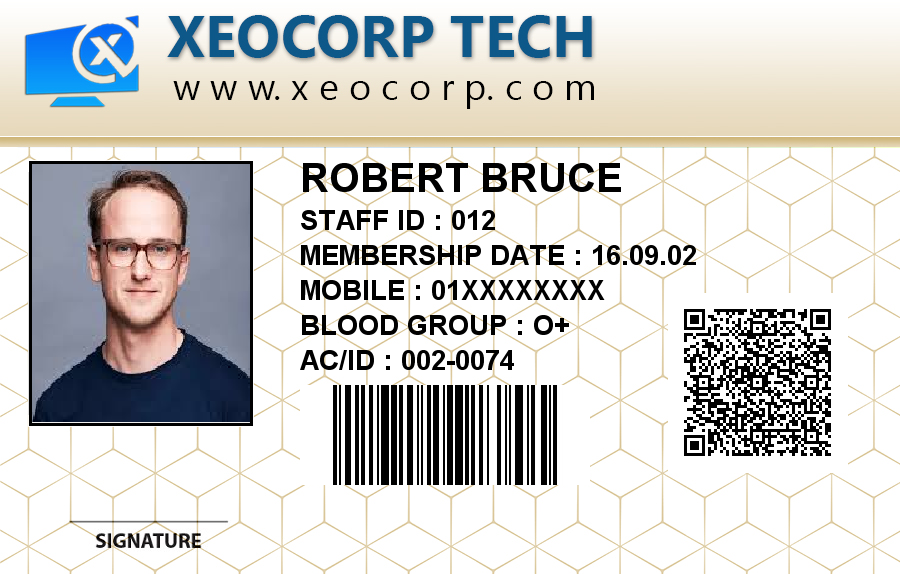 XEOCORP TECH
www.xeocorp.com
ROBERT BRUCE
STAFF ID : 012
MEMBERSHIP DATE : 16.09.02
MOBILE : 01XXXXXXXX
BLOOD GROUP : O+
AC/ID : 002-0074
SIGNATURE